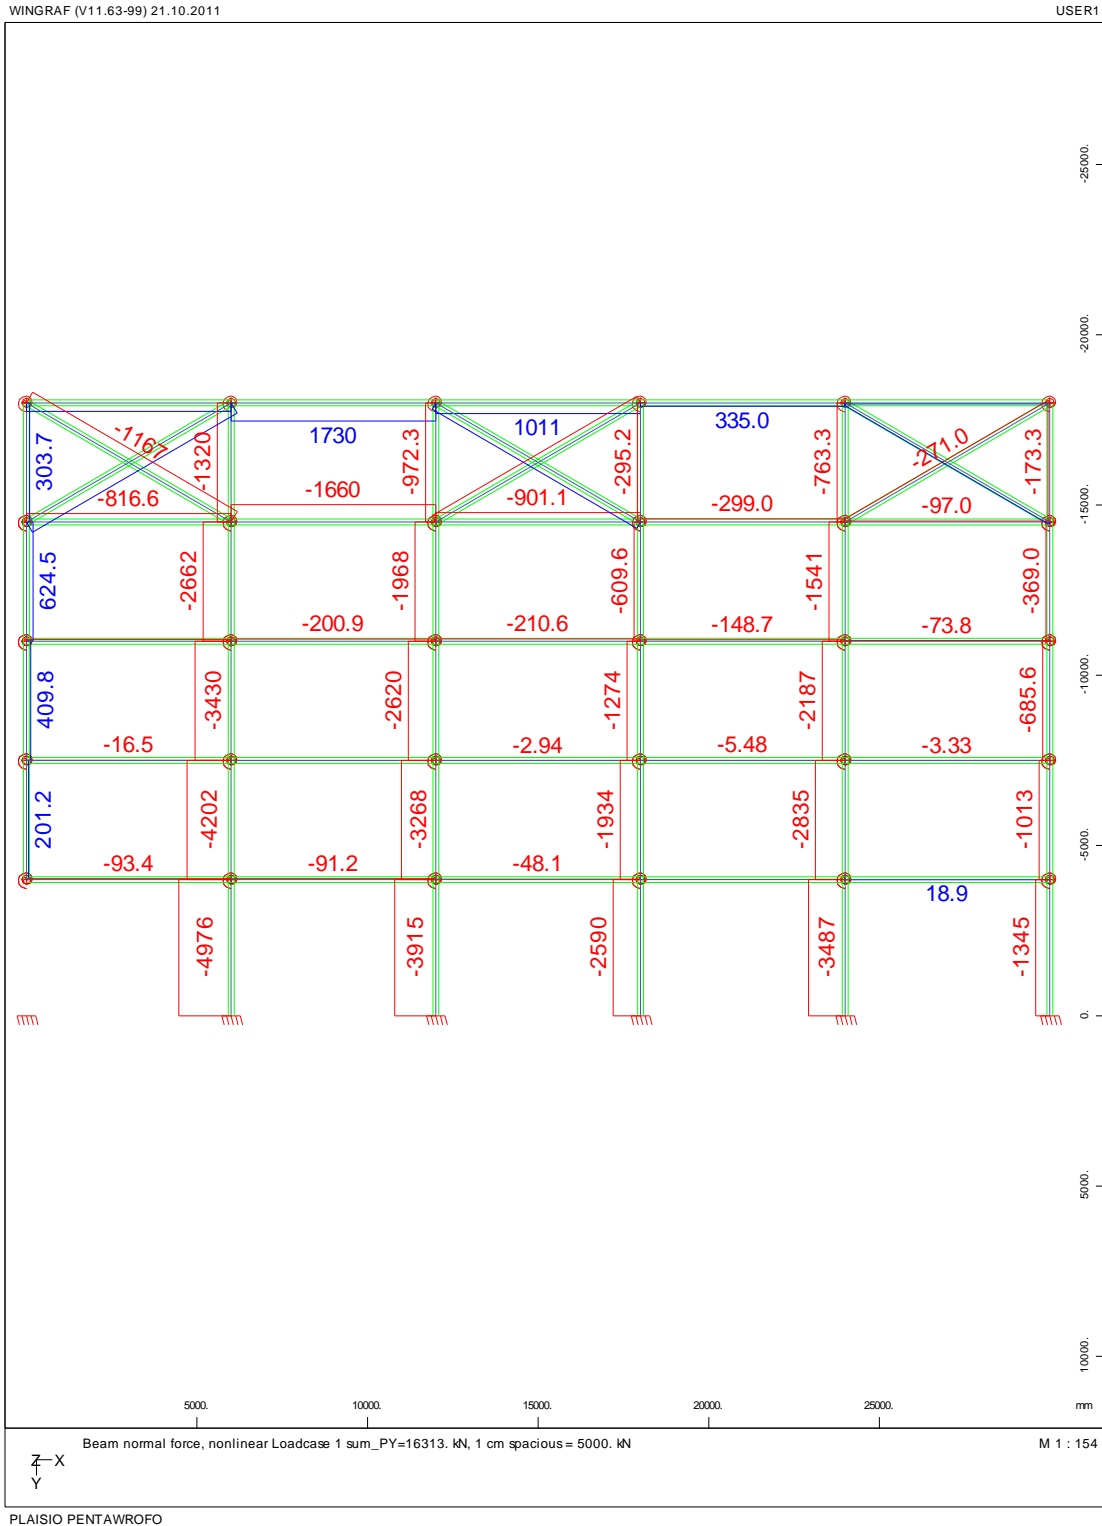 WINGRAF (V11.63-99) 21.10.2011 USER1
-25000.
-20000.
-1167 -1320 1730 -972.3 1011 -295.2 335.0 -763.3 -271.0 -173.3
303.7
-816.6 -1660 -901.1 -299.0 -97.0
-15000.
624.5 -2662 -1968 -609.6 -1541 -369.0
-200.9 -210.6 -148.7 -73.8
-10000.
409.8 -3430 -2620 -1274 -2187 -685.6
-16.5 -2.94 -5.48 -3.33
201.2 -4202 -3268 -1934 -2835 -1013
-5000.
-93.4 -91.2 -48.1
18.9
-4976 -3915 -2590 -3487 -1345
0.
5000.
10000.
5000. 10000. 15000. 20000. 25000. mm
Beam normal force, nonlinear Loadcase 1 sum_PY=16313. kN, 1 cm spacious = 5000. kN M 1 : 154
Z X
Y
PLAISIO PENTAWROFO